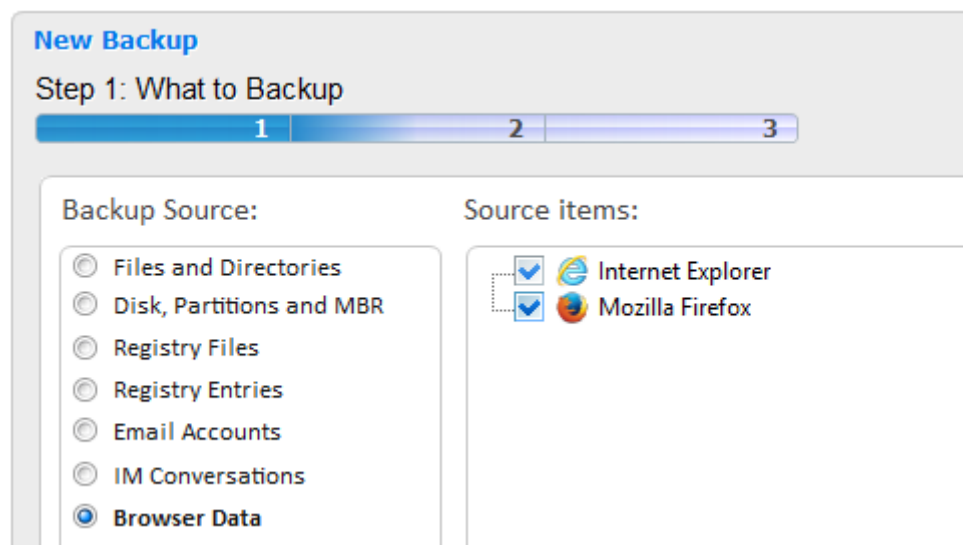 New Backup
Step 1: What to Backup
1 2 3
Backup Source:
Source items:
Files and Directories
Disk, Partitions and MBR
Registry Files
Registry Entries
Email Accounts
IM Conversations
Browser Data
Internet Explorer
Mozilla Firefox